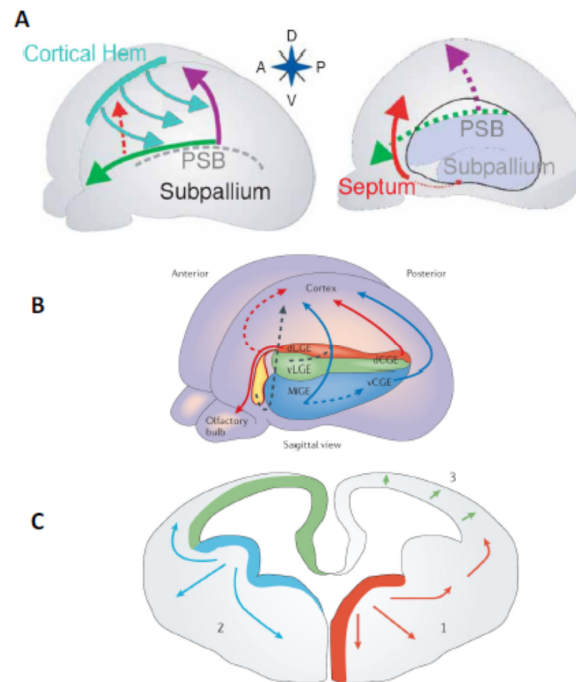 A
Cortical Hem
D
A P
V
PSB
Subpallium
PSB
Subpallium
Septum
B
Anterior
Posterior
Cortex
dLGE
dCGE
vLGE
MGE
vCGE
Olfactory
bulb
Sagittal view
C
3
2
1